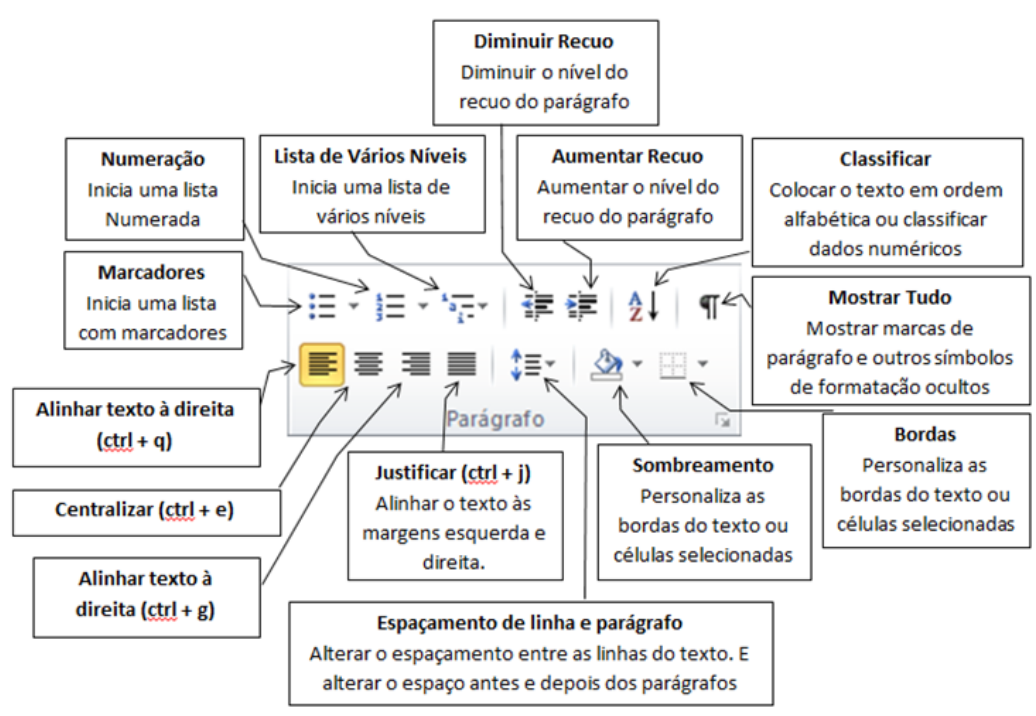 Diminuir Recuo
Diminuir o nível do
recuo do parágrafo
Numeração
Inicia uma lista
Numerada
Lista de Vários Níveis
Inicia uma lista de
vários níveis
Aumentar Recuo
Aumentar o nível do
recuo do parágrafo
Classificar
Colocar o texto em ordem
alfabética ou classificar
dados numéricos
Marcadores
Inicia uma lista
com marcadores
Mostrar Tudo
Mostrar marcas de
parágrafo e outros símbolos
de formatação ocultos
Parágrafo
Alinhar texto à direita
(ctrl + q)
Centralizar (ctrl + e)
Alinhar texto à
direita (ctrl + g)
Justificar (ctrl + j)
Alinhar o texto às
margens esquerda e
direita.
Sombreamento
Personaliza as
bordas do texto ou
células selecionadas
Bordas
Personaliza as
bordas do texto ou
células selecionadas
Espaçamento de linha e parágrafo
Alterar o espaçamento entre as linhas do texto. E
alterar o espaço antes e depois dos parágrafos